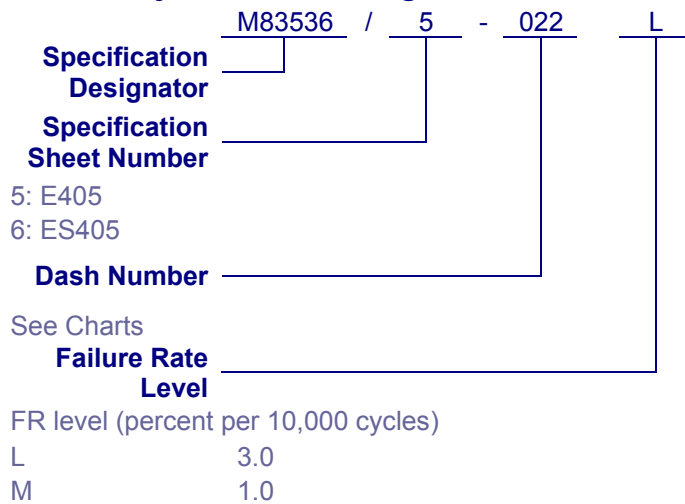 M83536 / 5 - 022 L
Specification
Designator
Specification
Sheet Number
5: E405
6: ES405
Dash Number
See Charts
Failure Rate
Level
FR level (percent per 10,000 cycles)
L 3.0
M 1.0